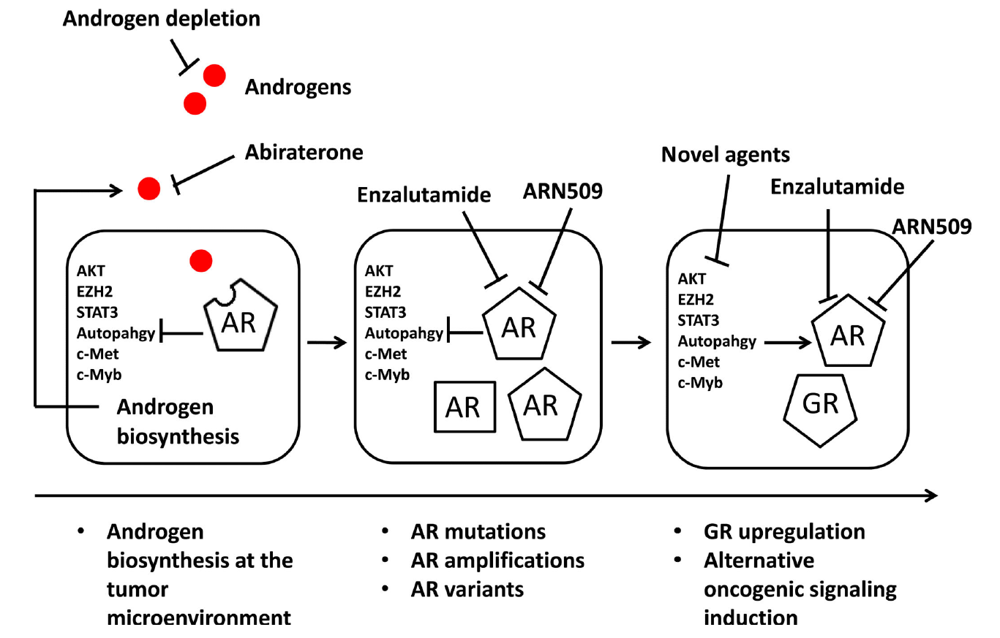 Androgen depletion
Androgens
Abiraterone
Enzalutamide
ARN509
Novel agents
Enzalutamide
ARN509
AKT
EZH2
STAT3
Autopahgy
c-Met
c-Myb
AR
Androgen
biosynthesis
AKT
EZH2
STAT3
Autopahgy
c-Met
c-Myb
AR
AR
AR
AKT
EZH2
STAT3
Autopahgy
c-Met
c-Myb
AR
GR
• Androgen
biosynthesis at the
tumor
microenvironment
• AR mutations
• AR amplifications
• AR variants
• GR upregulation
• Alternative
oncogenic signaling
induction